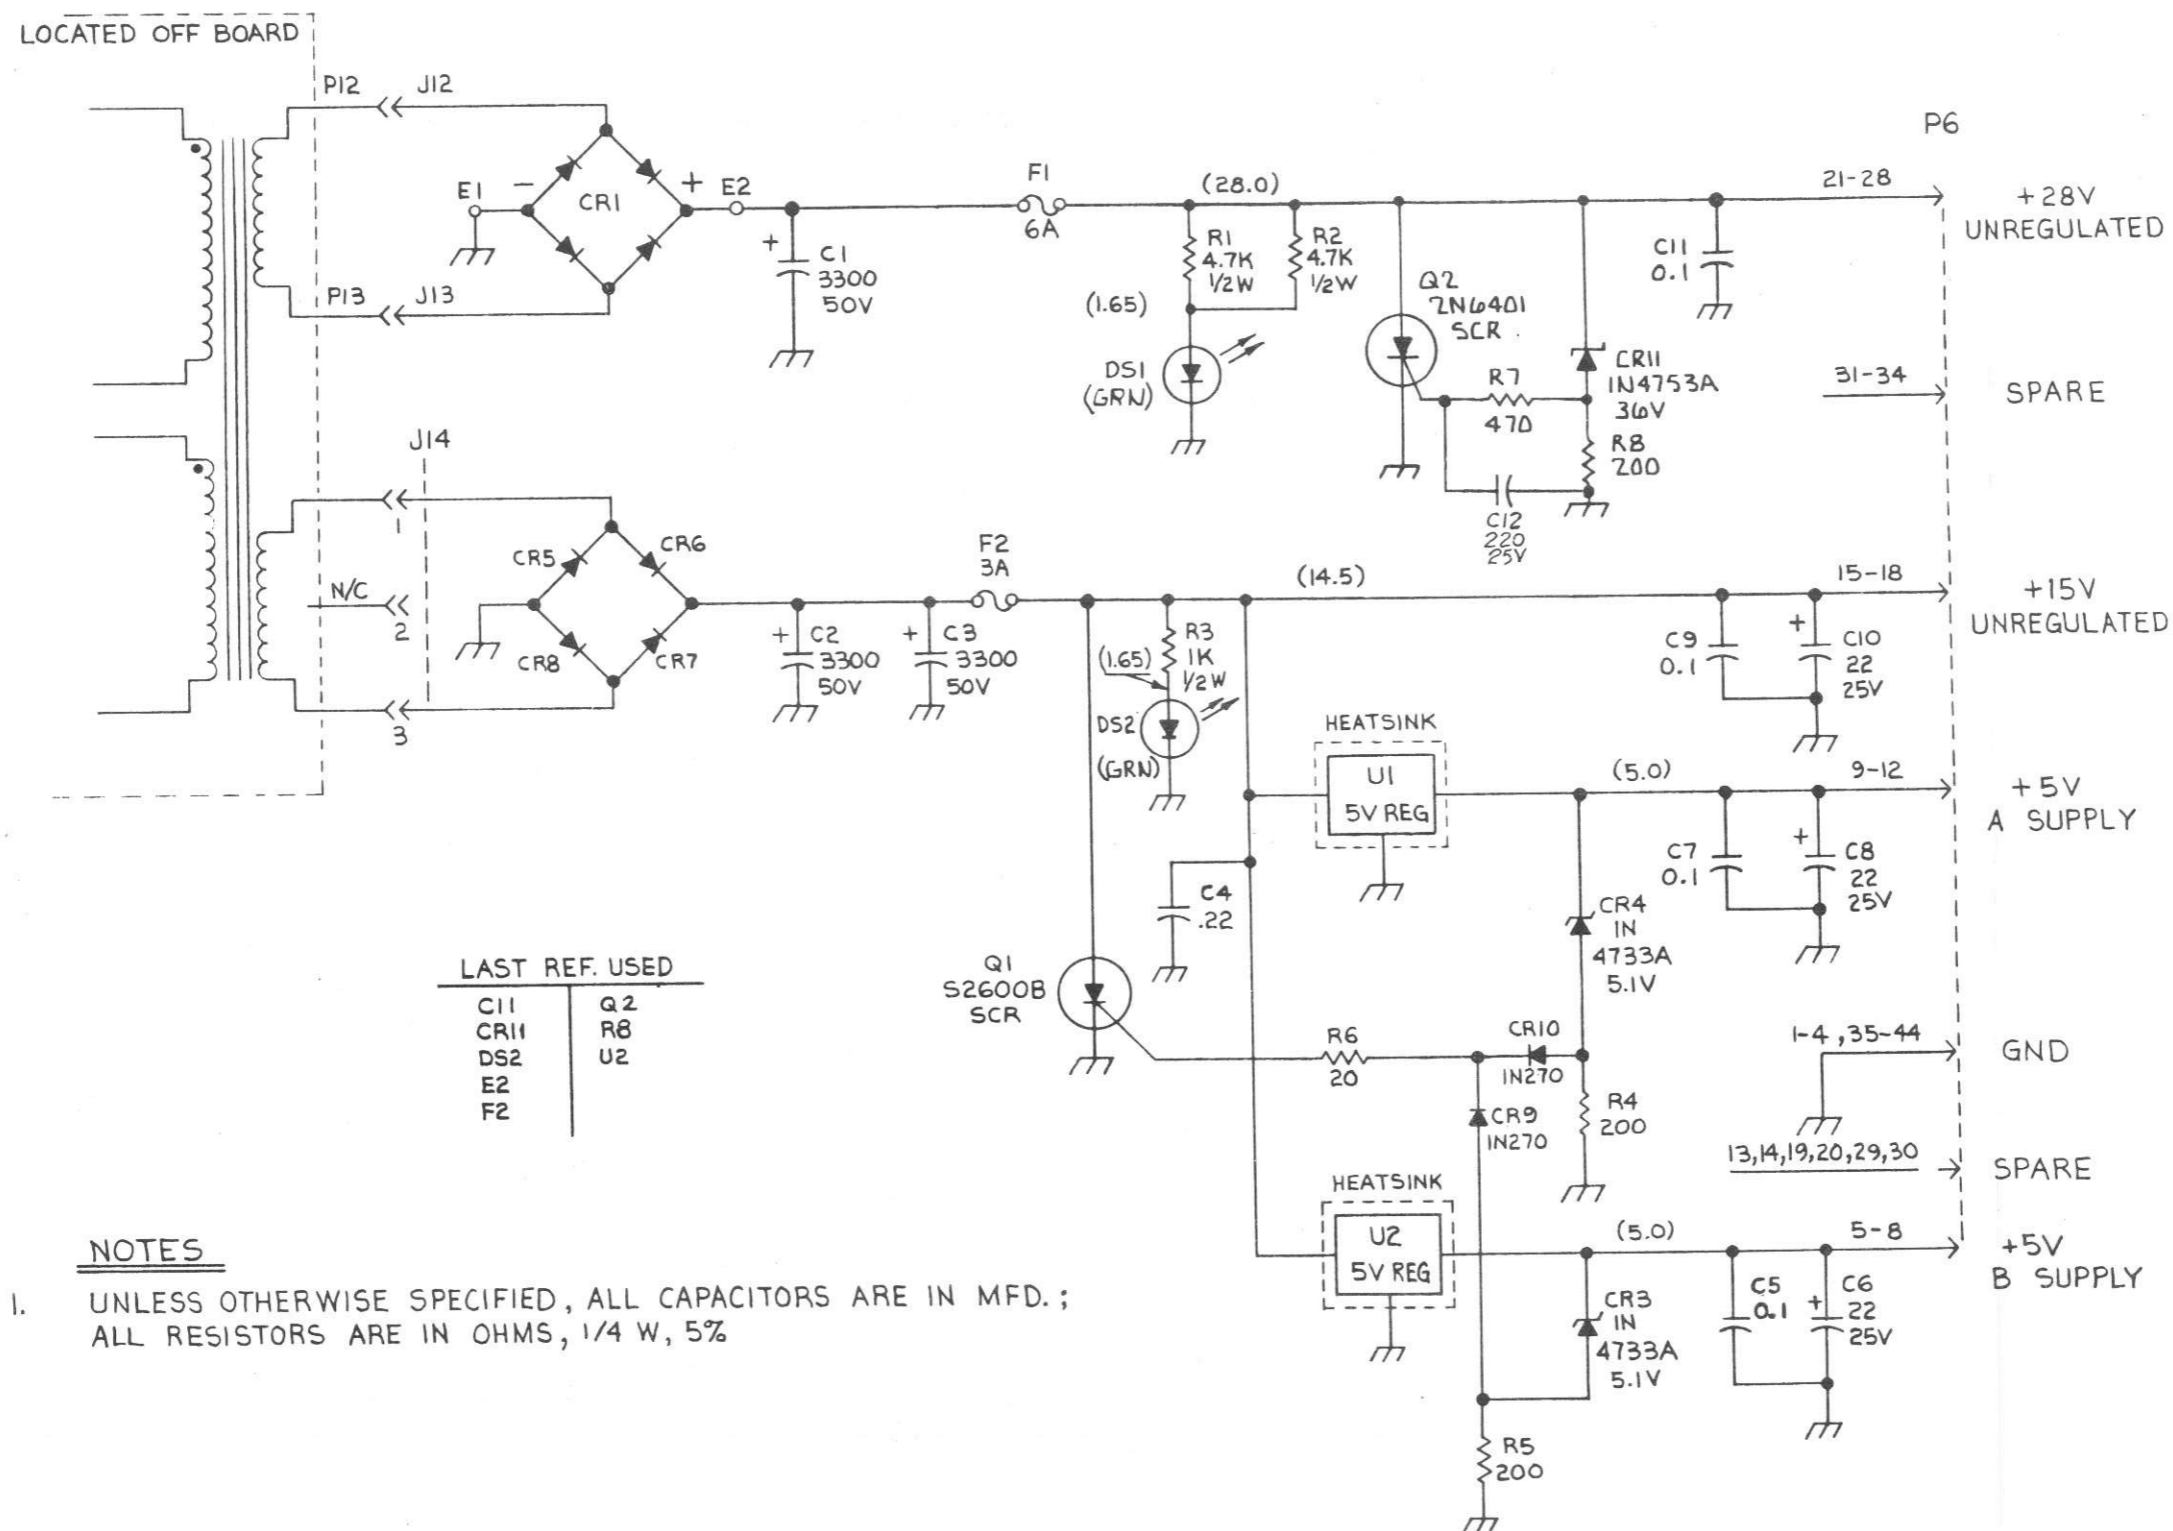 LOCATED OFF BOARD
P12
J12
P13
J13
E1
−
CR1
+
E2
+
C1
3300
50V
F1
6A
(28.0)
R1
4.7K
1/2W
R2
4.7K
1/2W
(1.65)
DS1
(GRN)
Q2
2N6401
SCR
R7
470
CR11
1N4753A
36V
R8
200
C12
220
25V
C11
0.1
P6
21-28
+28V
UNREGULATED
31-34
SPARE
J14
1
N/C
2
3
CR5
CR6
CR8
CR7
+
C2
3300
50V
+
C3
3300
50V
F2
3A
(14.5)
R3
1K
1/2W
(1.65)
DS2
(GRN)
15-18
+15V
UNREGULATED
C9
0.1
+
C10
22
25V
HEATSINK
U1
5V REG
(5.0)
9-12
+5V
A SUPPLY
C7
0.1
+
C8
22
25V
C4
.22
CR4
1N
4733A
5.1V
Q1
S2600B
SCR
R6
20
CR10
1N270
CR9
1N270
R4
200
1-4, 35-44
GND
13,14,19,20,29,30
SPARE
HEATSINK
U2
5V REG
(5.0)
5-8
+5V
B SUPPLY
CR3
1N
4733A
5.1V
C5
0.1
+
C6
22
25V
R5
200
LAST REF. USED
C11 Q2
CR11 R8
DS2 U2
E2
F2
NOTES
1. UNLESS OTHERWISE SPECIFIED, ALL CAPACITORS ARE IN MFD.;
ALL RESISTORS ARE IN OHMS, 1/4 W, 5%